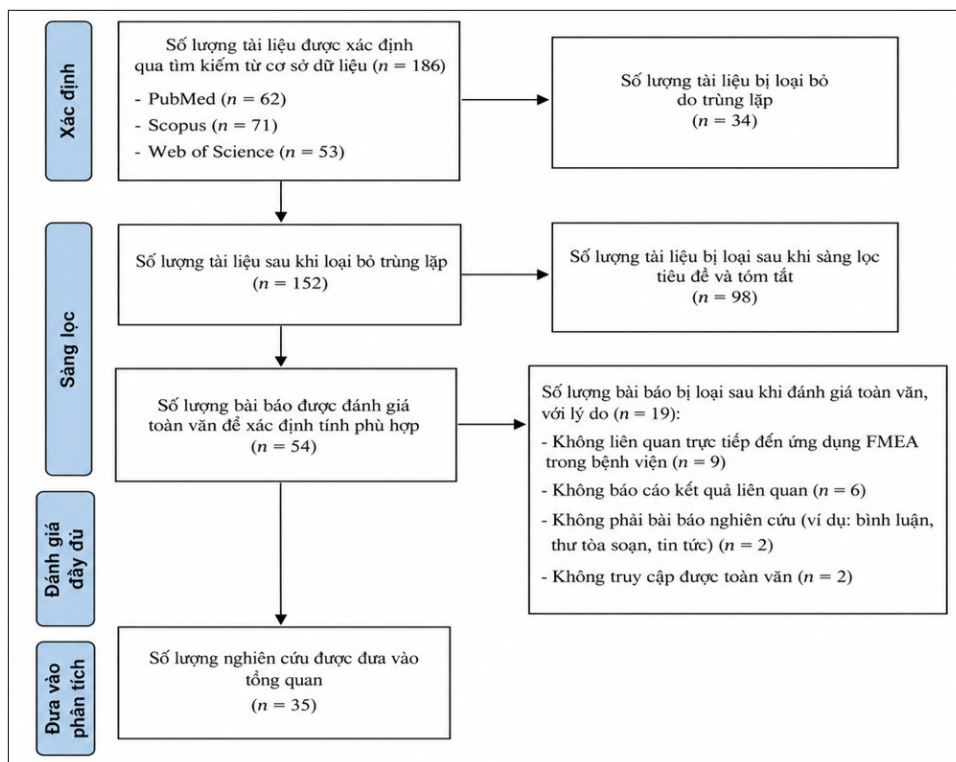 Xác định
Số lượng tài liệu được xác định
qua tìm kiếm từ cơ sở dữ liệu (n = 186)
- PubMed (n = 62)
- Scopus (n = 71)
- Web of Science (n = 53)
Số lượng tài liệu bị loại bỏ
do trùng lặp
(n = 34)
Sàng lọc
Số lượng tài liệu sau khi loại bỏ trùng lặp
(n = 152)
Số lượng tài liệu bị loại sau khi sàng lọc
tiêu đề và tóm tắt
(n = 98)
Số lượng bài báo được đánh giá
toàn văn để xác định tính phù hợp
(n = 54)
Số lượng bài báo bị loại sau khi đánh giá toàn văn,
với lý do (n = 19):
- Không liên quan trực tiếp đến ứng dụng FMEA
trong bệnh viện (n = 9)
- Không báo cáo kết quả liên quan (n = 6)
- Không phải bài báo nghiên cứu (ví dụ: bình luận,
thư tòa soạn, tin tức) (n = 2)
- Không truy cập được toàn văn (n = 2)
Đánh giá
đầy đủ
Đưa vào
phân tích
Số lượng nghiên cứu được đưa vào
tổng quan
(n = 35)